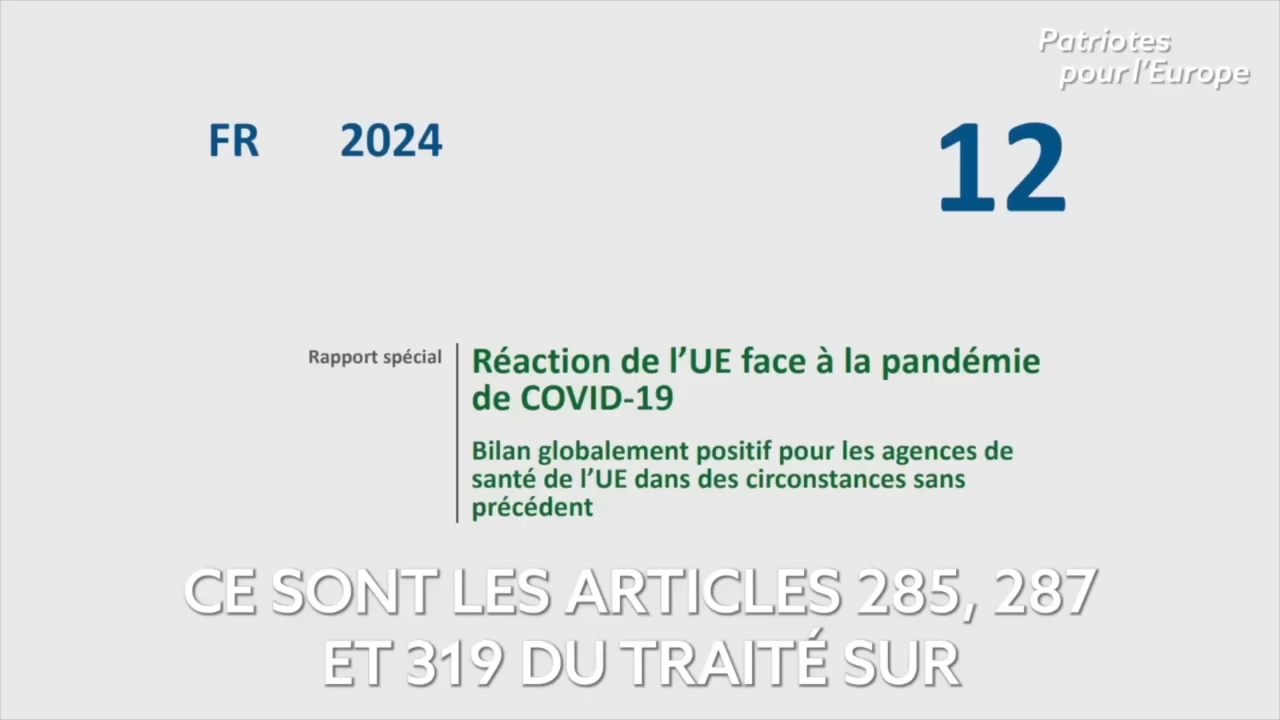 Patriotes
pour l'Europe
FR 2024 12
Rapport spécial
Réaction de l'UE face à la pandémie
de COVID-19
Bilan globalement positif pour les agences de
santé de l'UE dans des circonstances sans
précédent
CE SONT LES ARTICLES 285, 287
ET 319 DU TRAITÉ SUR